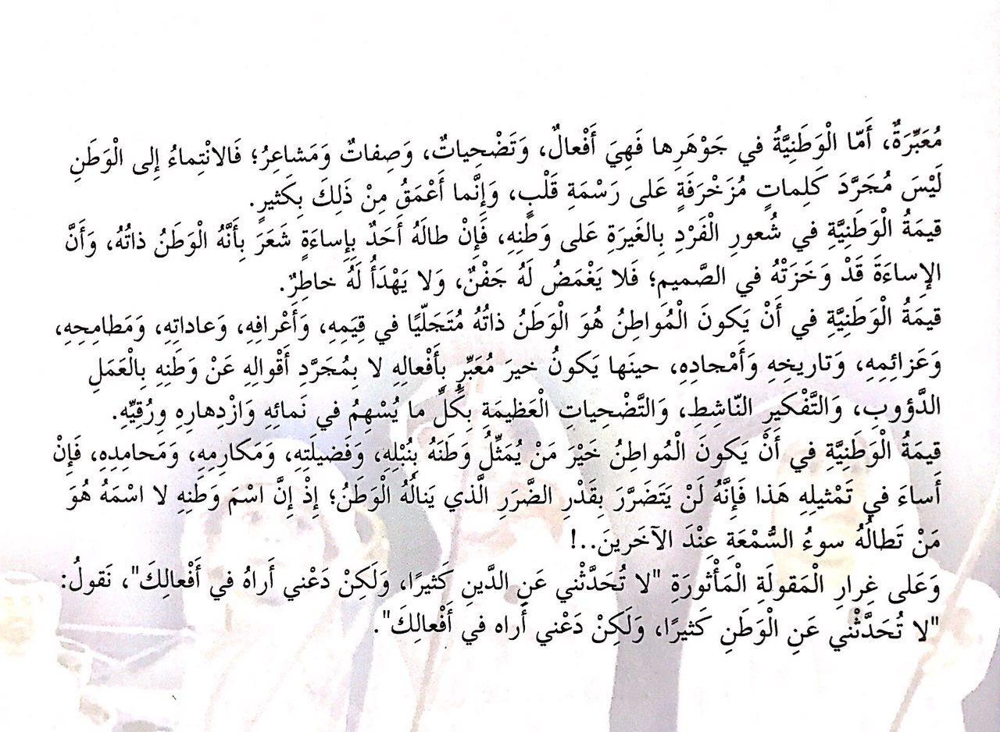 مُعَبِّرَةٌ، أَمّا الْوَطَنِيَّةُ في جَوْهَرِها فَهِيَ أَفْعالٌ، وَتَضْحِياتٌ، وَصِفاتٌ وَمَشاعِرُ؛ فَالانْتِماءُ إِلى الْوَطَنِ
لَيْسَ مُجَرَّدَ كَلِماتٍ مُزَخْرَفَةٍ عَلى رَسْمَةِ قَلْبٍ، وَإِنَّما أَعْمَقُ مِنْ ذَلِكَ بِكَثيرٍ.
قيمَةُ الْوَطَنِيَّةِ في شُعورِ الْفَرْدِ بِالغَيرَةِ عَلى وَطَنِهِ، فَإِنْ طالَهُ أَحَدٌ بِإِساءَةٍ شَعَرَ بِأَنَّهُ الْوَطَنُ ذاتُهُ، وَأَنَّ
الإِساءَةَ قَدْ وَخَزَتْهُ في الصَّميم؛ فَلا يَغْمَضُ لَهُ جَفْنٌ، وَلا يَهْدَأُ لَهُ خاطِرٌ.
قيمَةُ الْوَطَنِيَّةِ في أَنْ يَكونَ الْمُواطِنُ هُوَ الْوَطَنُ ذاتُهُ مُتَجَلّيًا في قِيَمِهِ، وَأَعْرافِهِ، وَعاداتِهِ، وَمَطامِحِهِ،
وَعَزائِمِهِ، وَتاريخِهِ وَأَمْجادِهِ، حينَها يَكونُ خيرَ مُعَبِّرٍ بِأَفْعالِهِ لا بِمُجَرَّدِ أَقْوالِهِ عَنْ وَطَنِهِ بِالْعَمَلِ
الدَّؤوبِ، وَالتَّفْكيرِ النّاشِطِ، وَالتَّضْحِياتِ الْعَظيمَةِ بِكُلِّ ما يُسْهِمُ في نَمائِهِ وَازْدِهارِهِ وِرُقِيِّهِ.
قيمَةُ الْوَطَنِيَّةِ في أَنْ يَكونَ الْمُواطِنُ خَيْرَ مَنْ يُمَثِّلُ وَطَنَهُ بِنُبْلِهِ، وَفَضيلَتِهِ، وَمَكارِمِهِ، وَمَحامِدِهِ، فَإِنْ
أَساءَ في تَمْثيلِهِ هَذا فَإِنَّهُ لَنْ يَتَضَرَّرَ بِقَدْرِ الضَّرَرِ الَّذي يَنالُهُ الْوَطَنُ؛ إِذْ إِنَّ اسْمَ وَطَنِهِ لا اسْمَهُ هُوَ
مَنْ تَطالُهُ سوءُ السُّمْعَةِ عِنْدَ الآخَرينَ..!
وَعَلى غِرارِ الْمَقولَةِ الْمَأْثورَةِ "لا تُحَدَّثْني عَنِ الدَّينِ كَثيرًا، وَلَكِنْ دَعْني أَراهُ في أَفْعالِكَ"، نَقولُ:
"لا تُحَدَّثْني عَنِ الْوَطَنِ كَثيرًا، وَلَكِنْ دَعْني أَراه في أَفْعالِكَ".